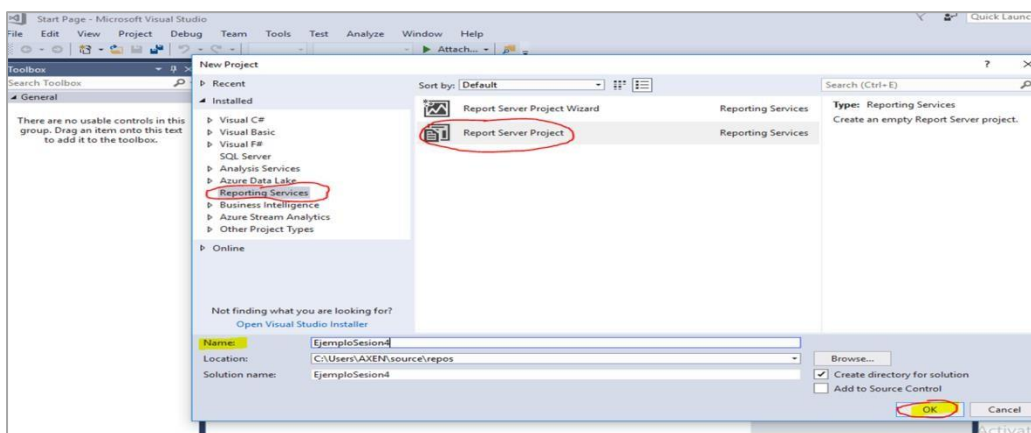 Start Page - Microsoft Visual Studio
Quick Launc
File Edit View Project Debug Team Tools Test Analyze Window Help
Attach...
Toolbox
Search Toolbox
General
There are no usable controls in this
group. Drag an item onto this text
to add it to the toolbox.
New Project
? ×
Recent
Installed
Visual C#
Visual Basic
Visual F#
SQL Server
Analysis Services
Azure Data Lake
Reporting Services
Business Intelligence
Azure Stream Analytics
Other Project Types
Online
Not finding what you are looking for?
Open Visual Studio Installer
Sort by: Default
Report Server Project Wizard Reporting Services
Report Server Project Reporting Services
Search (Ctrl+E)
Type: Reporting Services
Create an empty Report Server project.
Name: EjemploSesion4
Location: C:\Users\AXEN\source\repos
Solution name: EjemploSesion4
Browse...
Create directory for solution
Add to Source Control
OK Cancel
Activat